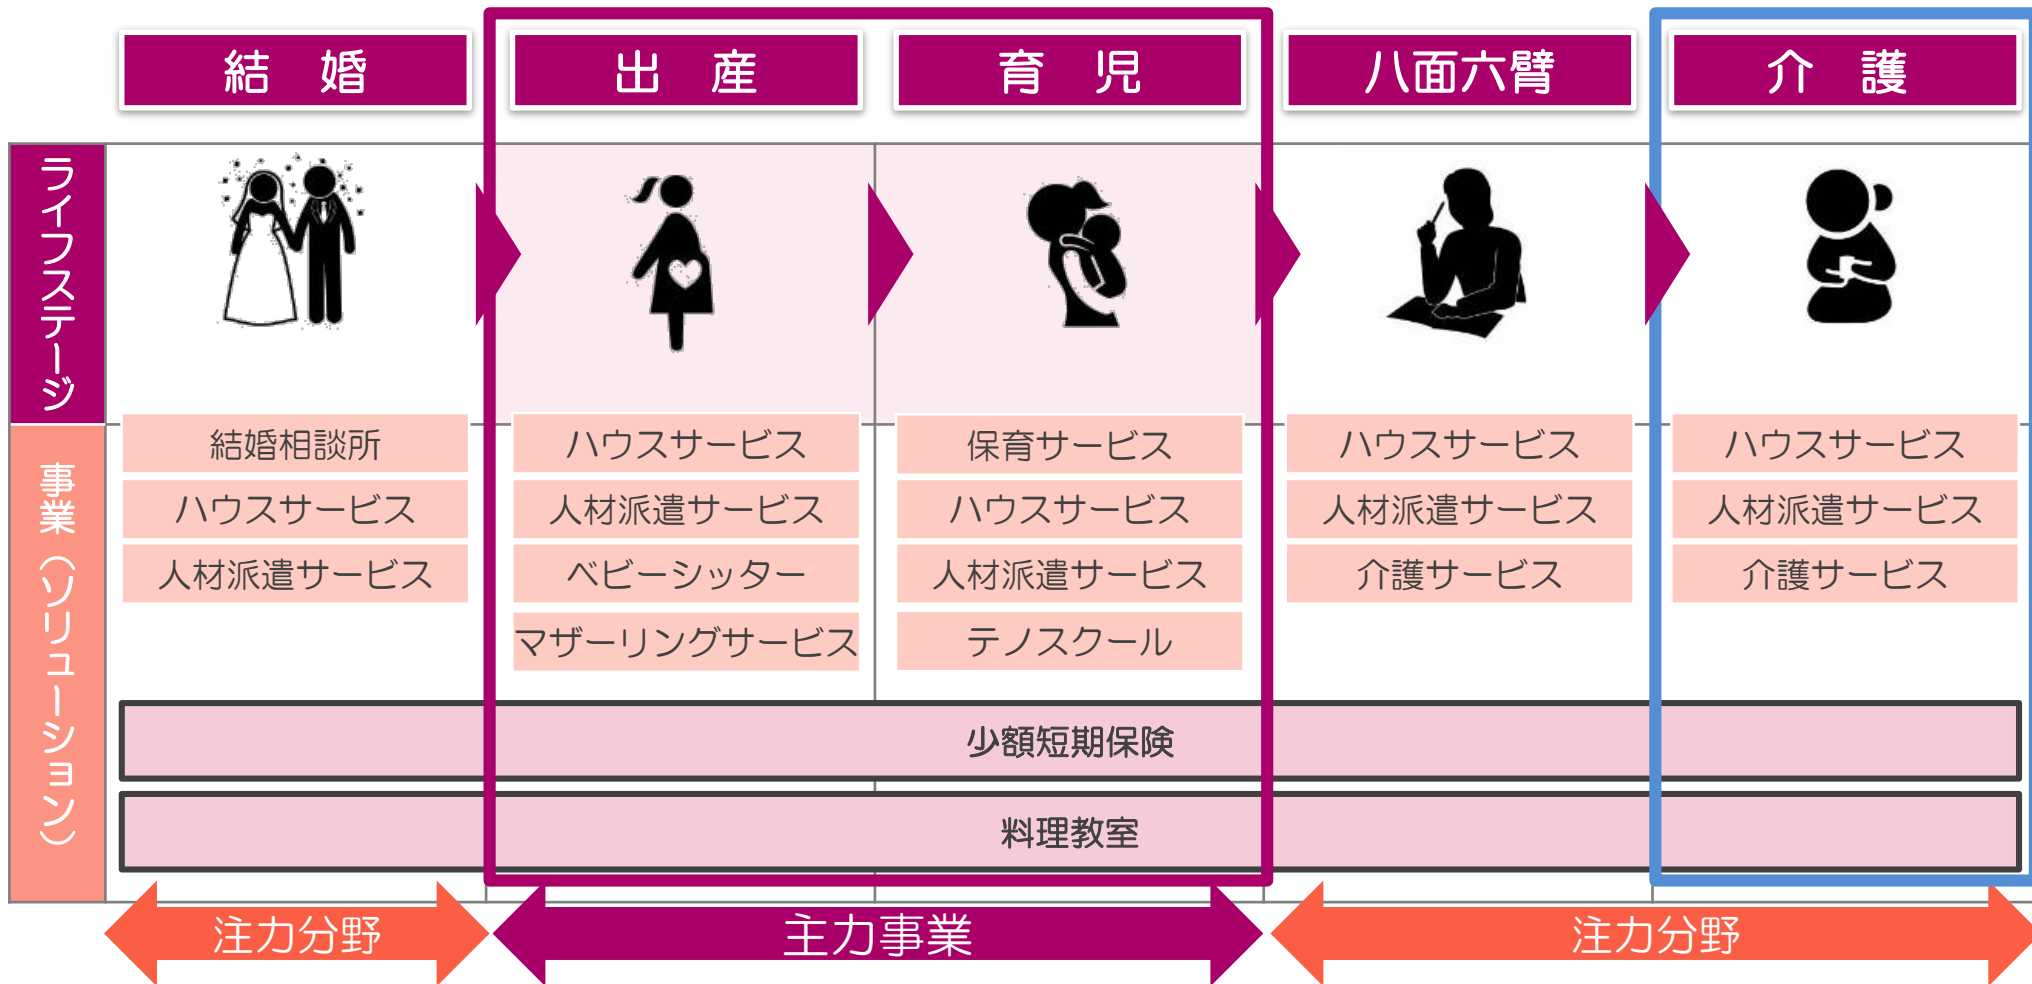 結 婚
出 産
育 児
八面六臂
介 護
ライフステージ
事業（ソリューション）
結婚相談所
ハウスサービス
人材派遣サービス
ハウスサービス
人材派遣サービス
ベビーシッター
マザーリングサービス
保育サービス
ハウスサービス
人材派遣サービス
テノスクール
ハウスサービス
人材派遣サービス
介護サービス
ハウスサービス
人材派遣サービス
介護サービス
少額短期保険
料理教室
注力分野
主力事業
注力分野